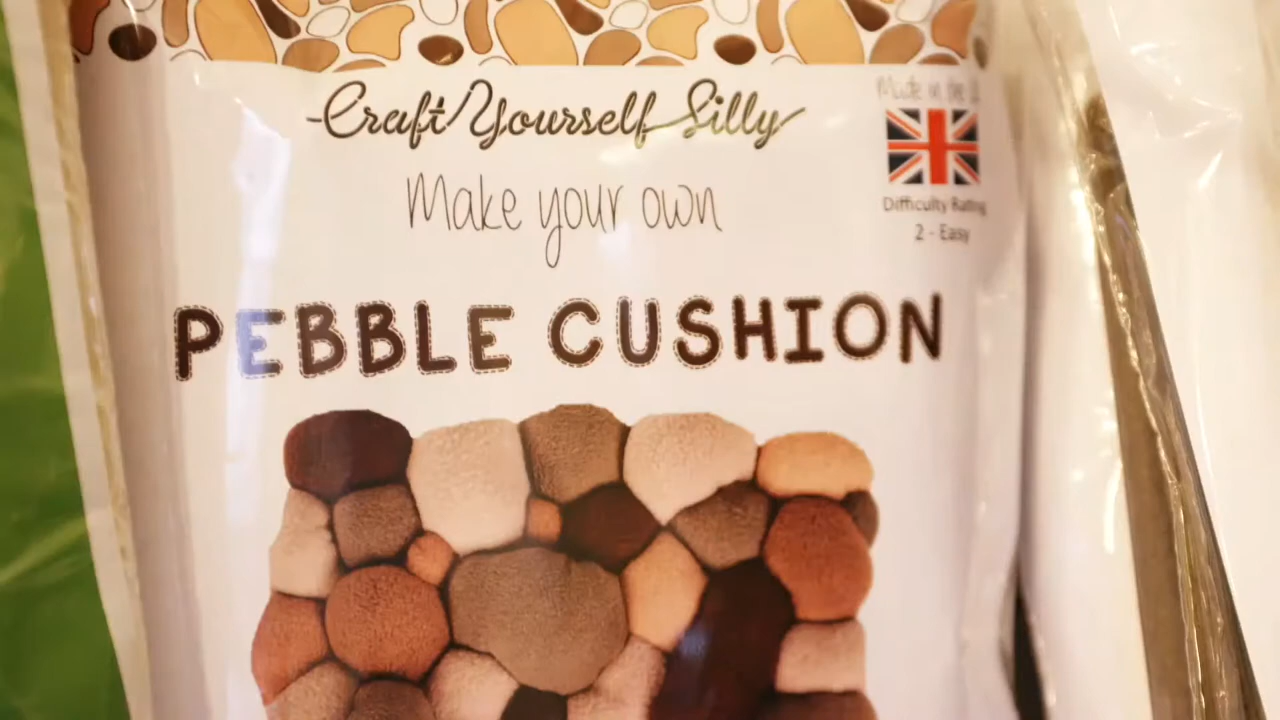 Craft Yourself Silly
Made in the
Make your own
Difficulty Rating
2 - Easy
PEBBLE CUSHION